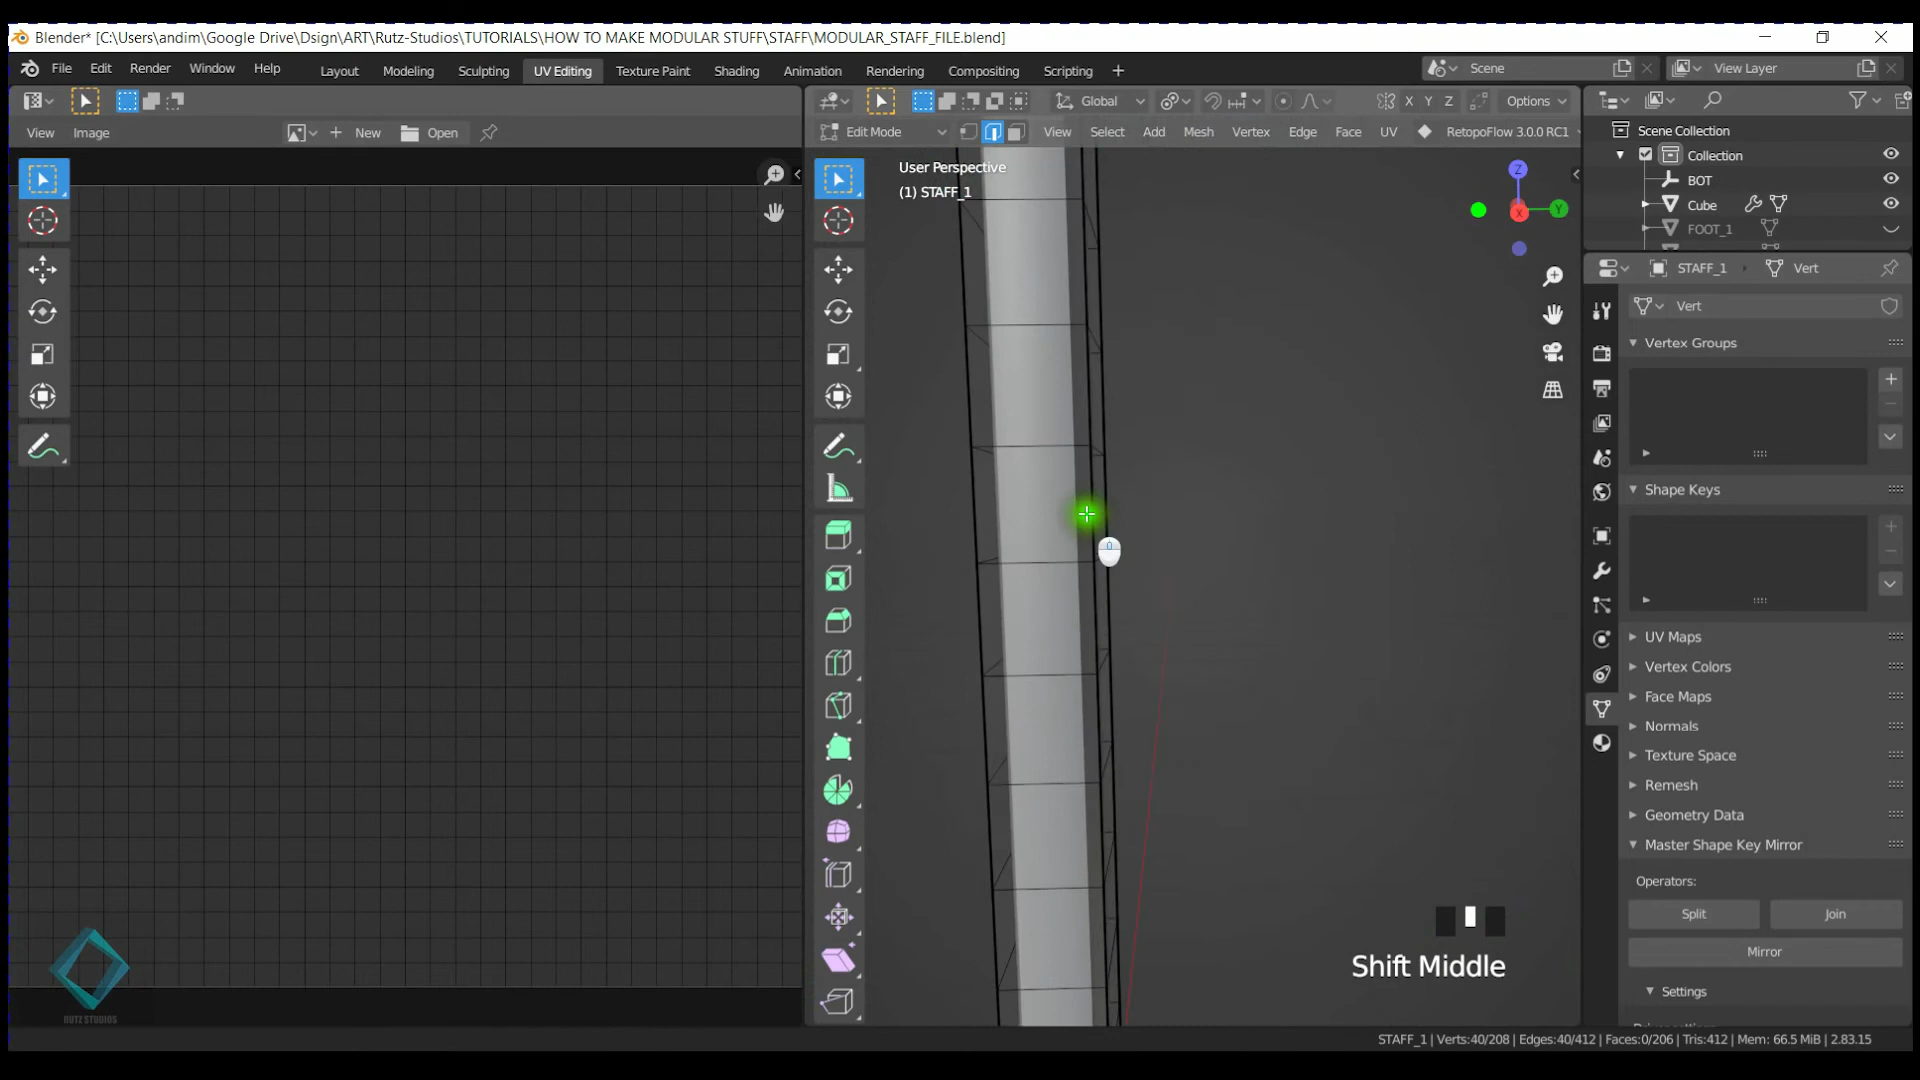 Blender* [C:\Users\andim\Google Drive\Dsign\ART\Rutz-Studios\TUTORIALS\HOW TO MAKE MODULAR STUFF\STAFF\MODULAR_STAFF_FILE.blend]
File Edit Render Window Help Layout Modeling Sculpting UV Editing Texture Paint Shading Animation Rendering Compositing Scripting + Scene View Layer
Global X Y Z Options
View Image + New Open Edit Mode View Select Add Mesh Vertex Edge Face UV RetopoFlow 3.0.0 RC1
Scene Collection
Collection
BOT
Cube
FOOT_1
User Perspective
(1) STAFF_1
Z
X
Y
STAFF_1 Vert
Vert
Vertex Groups
Shape Keys
UV Maps
Vertex Colors
Face Maps
Normals
Texture Space
Remesh
Geometry Data
Master Shape Key Mirror
Operators:
Split Join
Mirror
Settings
Shift Middle
RUTZ STUDIOS
STAFF_1 | Verts:40/208 | Edges:40/412 | Faces:0/206 | Tris:412 | Mem: 66.5 MiB | 2.83.15